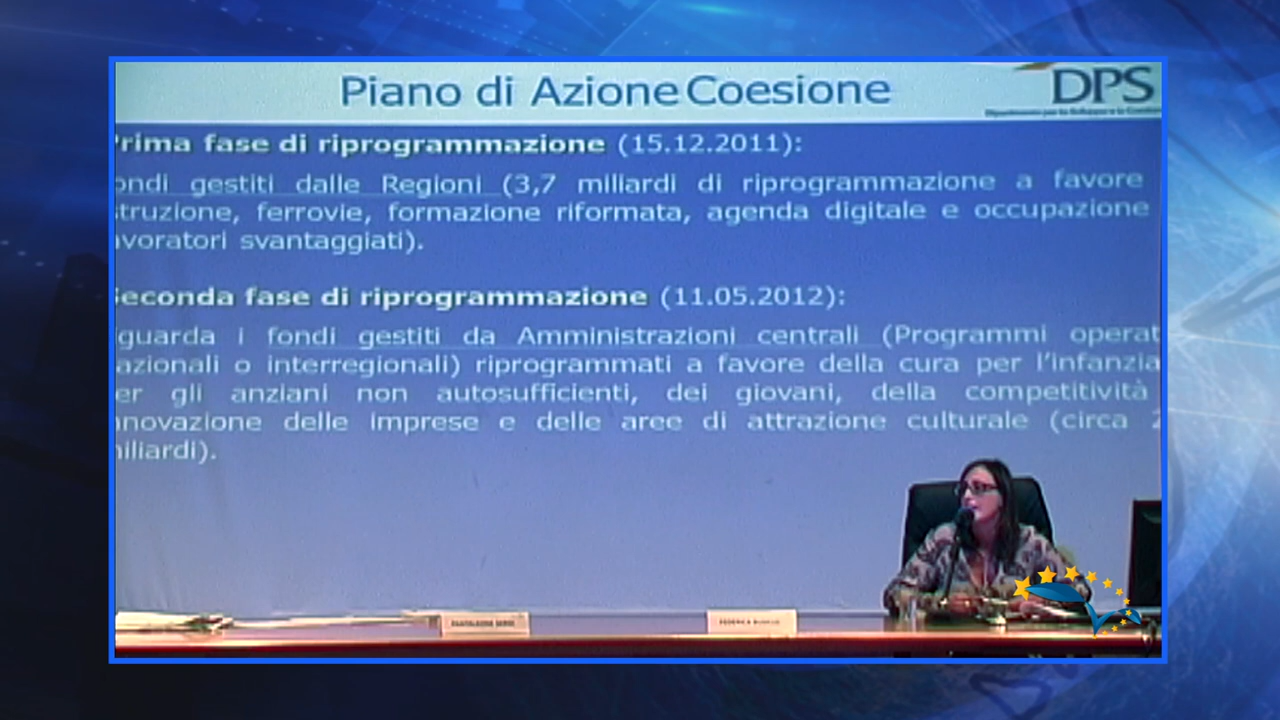 Piano di Azione Coesione
DPS
Prima fase di riprogrammazione (15.12.2011):
ondi gestiti dalle Regioni (3,7 miliardi di riprogrammazione a favore
struzione, ferrovie, formazione riformata, agenda digitale e occupazione
avoratori svantaggiati).
Seconda fase di riprogrammazione (11.05.2012):
guarda i fondi gestiti da Amministrazioni centrali (Programmi operat
azionali o interregionali) riprogrammati a favore della cura per l'infanzia
er gli anziani non autosufficienti, dei giovani, della competitività
nnovazione delle imprese e delle aree di attrazione culturale (circa 2
miliardi).
FEDERICA